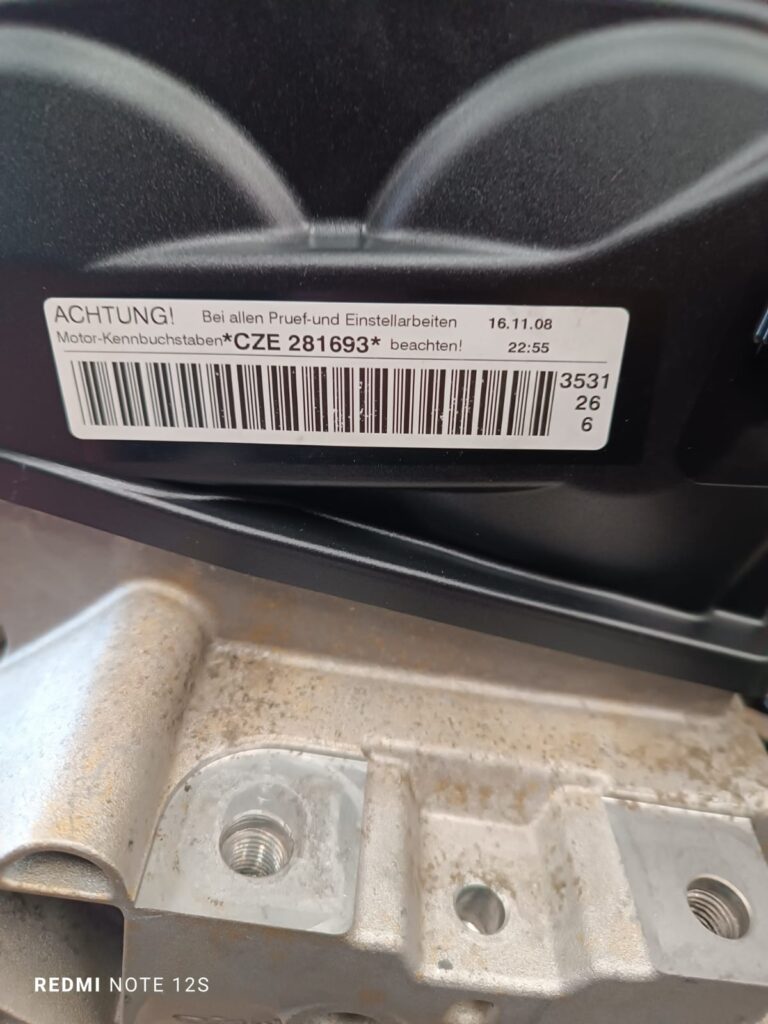 ACHTUNG! Bei allen Pruef-und Einstellarbeiten 16.11.08
Motor-Kennbuchstaben *CZE 281693* beachten! 22:55
3531
26
6
REDMI NOTE 12S